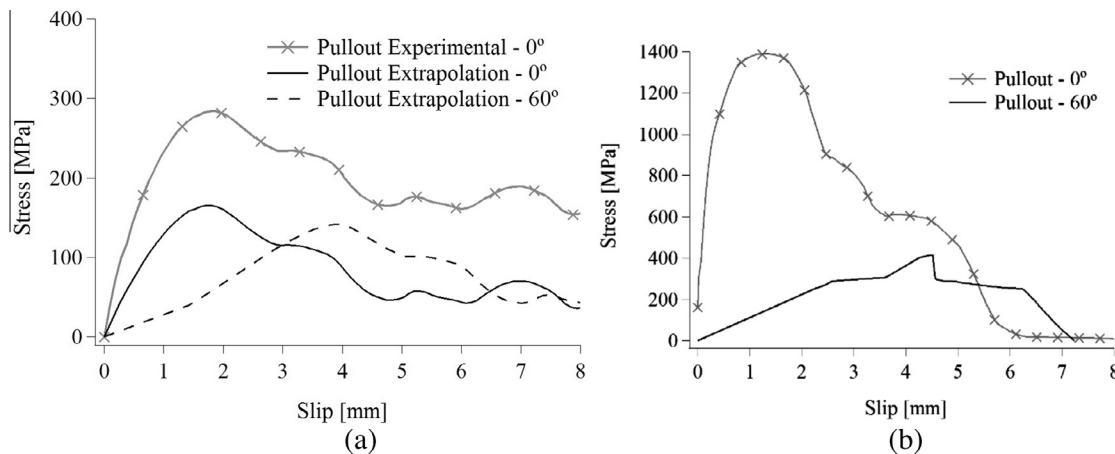 400
300
200
100
0
Stress [MPa]
Pullout Experimental - 0º
Pullout Extrapolation - 0º
Pullout Extrapolation - 60º
0 1 2 3 4 5 6 7 8
Slip [mm]
(a)
1400
1200
1000
800
600
400
200
0
Stress [MPa]
Pullout - 0º
Pullout - 60º
0 1 2 3 4 5 6 7 8
Slip [mm]
(b)